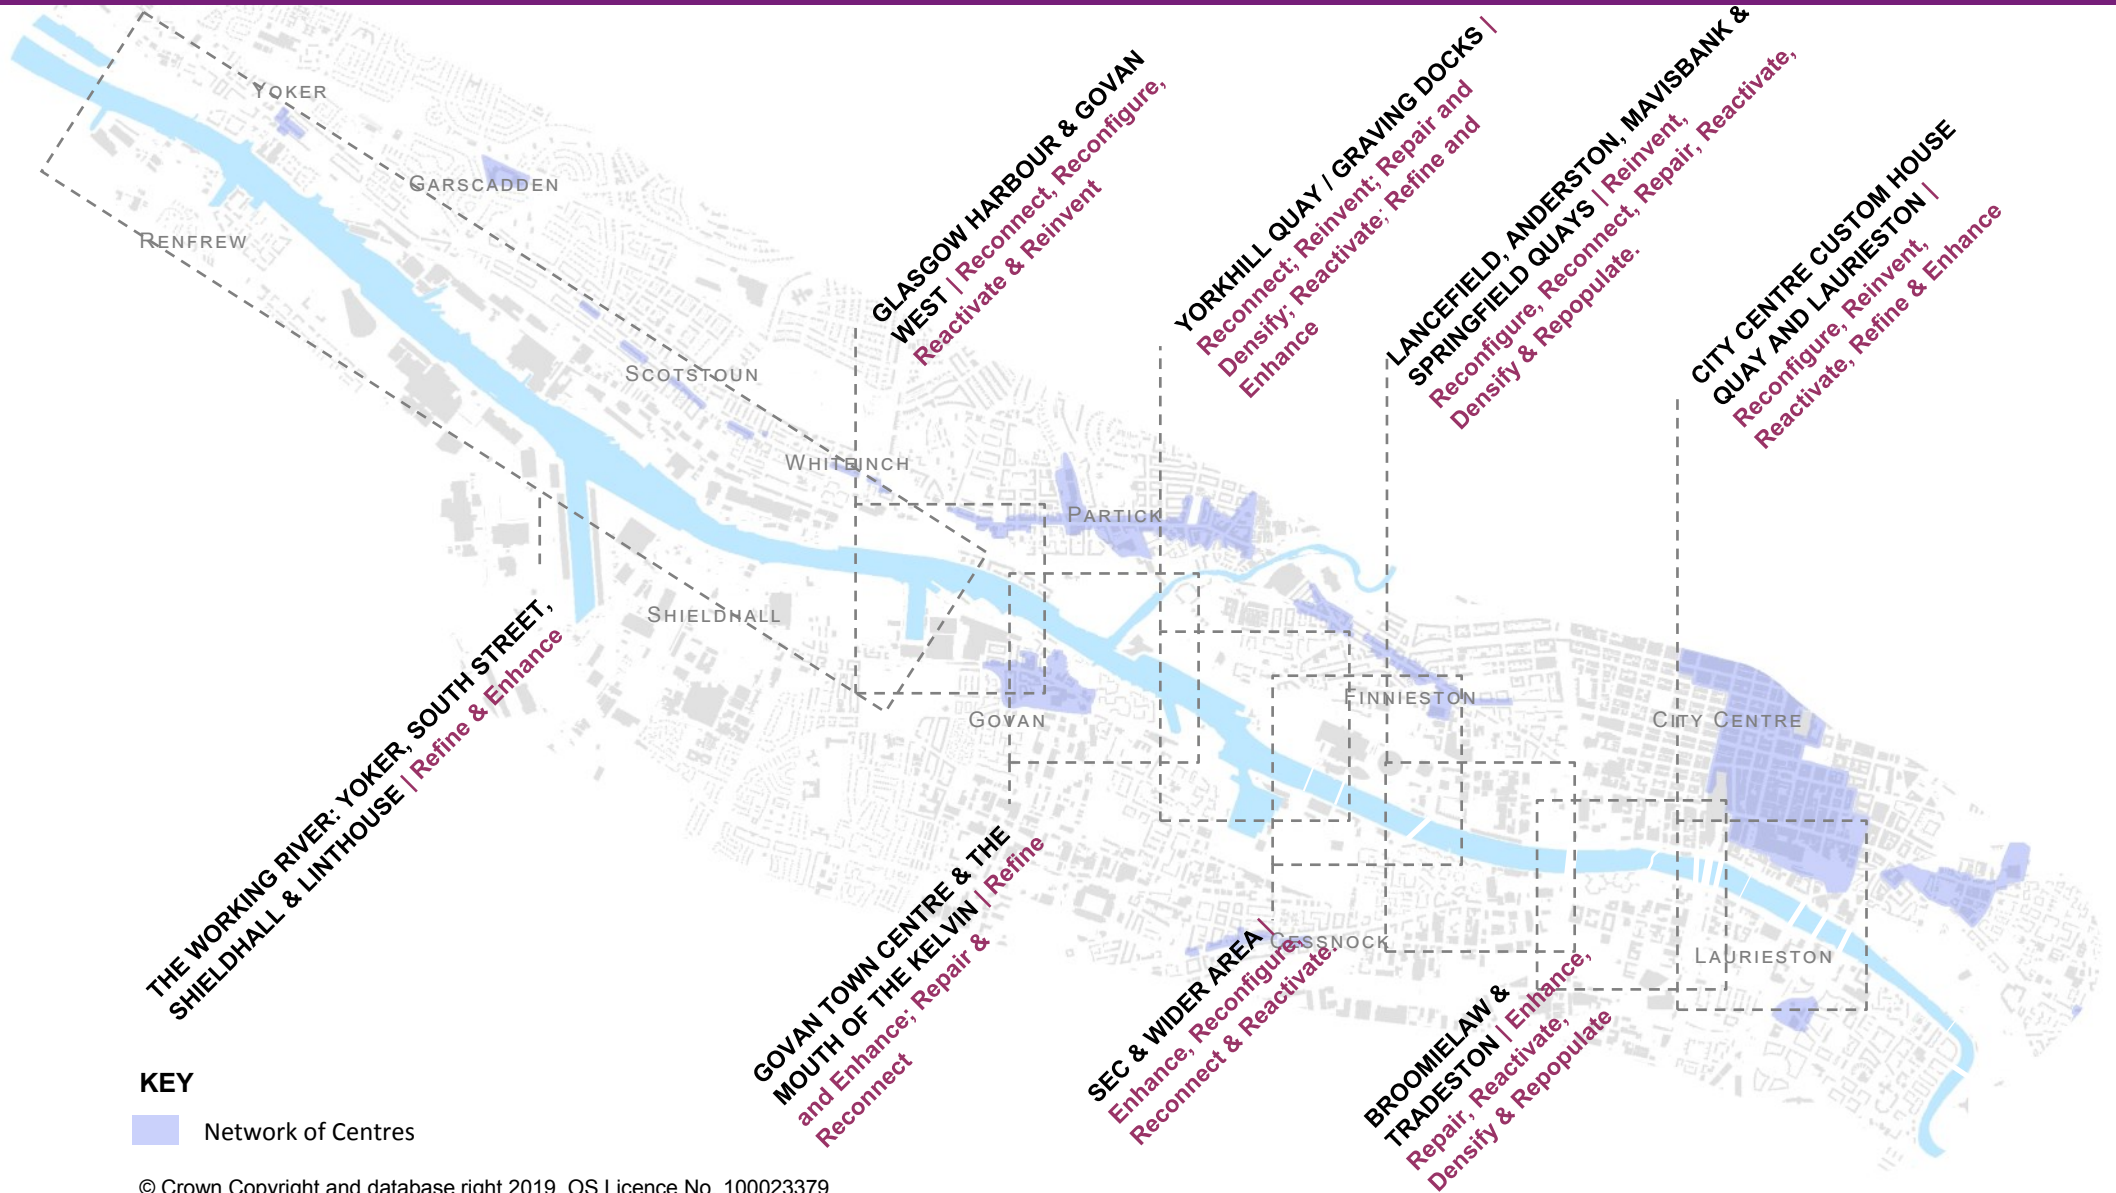 GLASGOW HARBOUR & GOVAN
WEST | Reconnect, Reconfigure,
Reactivate & Reinvent
YORKHILL QUAY / GRAVING DOCKS |
Reconnect; Reinvent; Repair and
Densify; Reactivate; Refine and
Enhance
LANCEFIELD, ANDERSTON, MAVISBANK &
SPRINGFIELD QUAYS | Reinvent,
Reconfigure, Reconnect, Repair, Reactivate,
Densify & Repopulate.
CITY CENTRE CUSTOM HOUSE
QUAY AND LAURIESTON |
Reconfigure, Reinvent,
Reactivate, Refine & Enhance
YOKER
GARSCADDEN
RENFREW
SCOTSTOUN
WHITEINCH
PARTICK
SHIELDHALL
GOVAN
FINNIESTON
CITY CENTRE
CESSNOCK
LAURIESTON
THE WORKING RIVER: YOKER, SOUTH STREET,
SHIELDHALL & LINTHOUSE | Refine & Enhance
GOVAN TOWN CENTRE & THE
MOUTH OF THE KELVIN | Refine
and Enhance; Repair &
Reconnect
SEC & WIDER AREA |
Enhance, Reconfigure,
Reconnect & Reactivate.
BROOMIELAW &
TRADESTON | Enhance,
Repair, Reactivate,
Densify & Repopulate
KEY
Network of Centres
© Crown Copyright and database right 2019. OS Licence No. 100023379